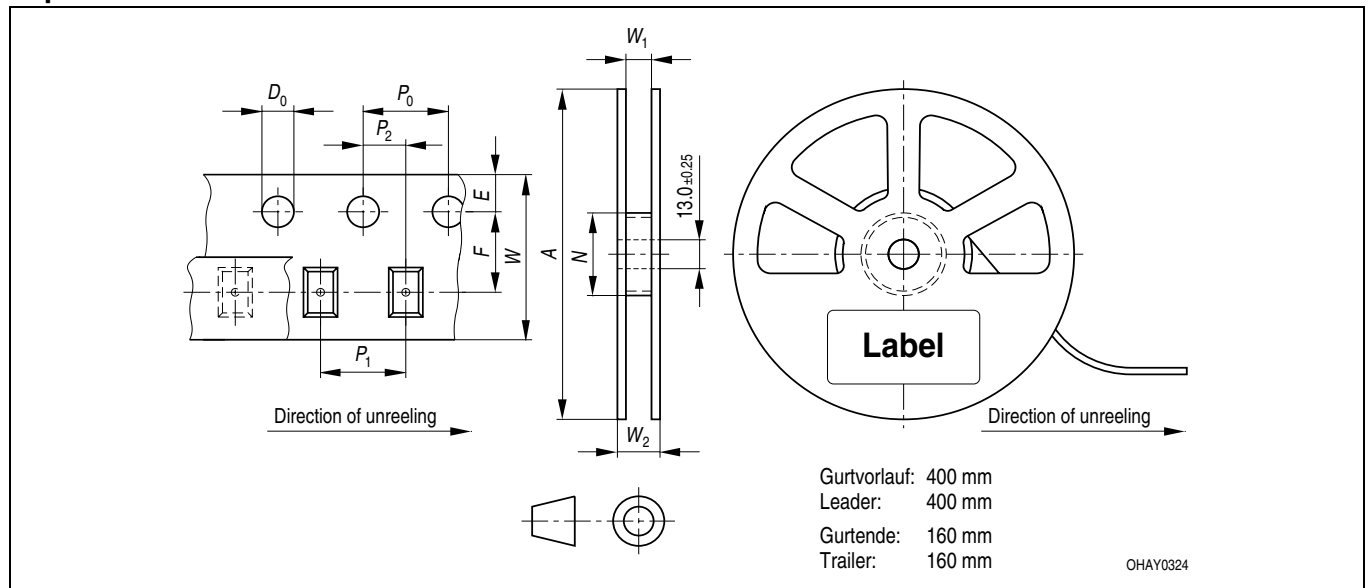 W₁
D₀
P₀
P₂
E
F
W
A
N
13.0±0.25
Label
P₁
Direction of unreeling
W₂
Direction of unreeling
Gurtvorlauf: 400 mm
Leader: 400 mm
Gurtende: 160 mm
Trailer: 160 mm
OHAY0324